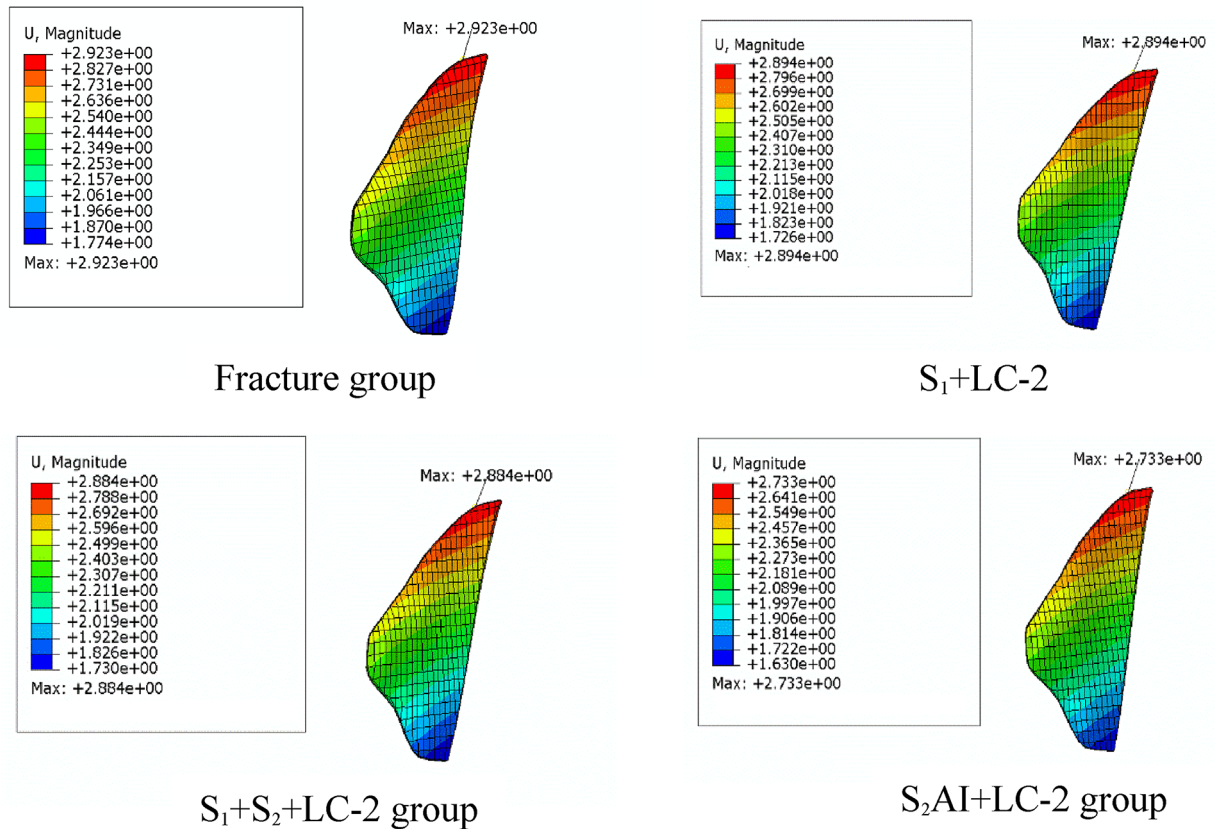 U, Magnitude
+2.923e+00
+2.827e+00
+2.731e+00
+2.636e+00
+2.540e+00
+2.444e+00
+2.349e+00
+2.253e+00
+2.157e+00
+2.061e+00
+1.966e+00
+1.870e+00
+1.774e+00
Max: +2.923e+00
Max: +2.923e+00
Fracture group
U, Magnitude
+2.894e+00
+2.796e+00
+2.699e+00
+2.602e+00
+2.505e+00
+2.407e+00
+2.310e+00
+2.213e+00
+2.115e+00
+2.018e+00
+1.921e+00
+1.823e+00
+1.726e+00
Max: +2.894e+00
Max: +2.894e+00
S₁+LC-2
U, Magnitude
+2.884e+00
+2.788e+00
+2.692e+00
+2.596e+00
+2.499e+00
+2.403e+00
+2.307e+00
+2.211e+00
+2.115e+00
+2.019e+00
+1.922e+00
+1.826e+00
+1.730e+00
Max: +2.884e+00
Max: +2.884e+00
S₁+S₂+LC-2 group
U, Magnitude
+2.733e+00
+2.641e+00
+2.549e+00
+2.457e+00
+2.365e+00
+2.273e+00
+2.181e+00
+2.089e+00
+1.997e+00
+1.906e+00
+1.814e+00
+1.722e+00
+1.630e+00
Max: +2.733e+00
Max: +2.733e+00
S₂AI+LC-2 group